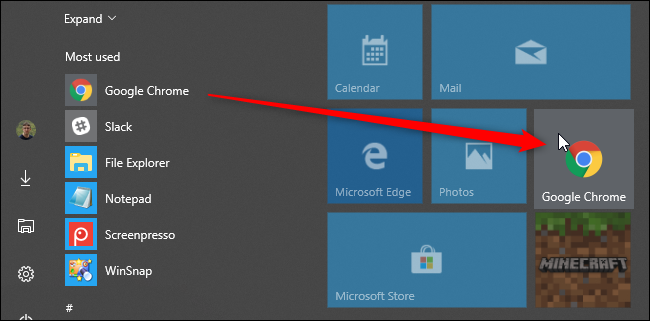 Expand
Most used
Google Chrome
Slack
File Explorer
Notepad
Screenpresso
WinSnap
#
Calendar
Mail
Microsoft Edge
Photos
Google Chrome
Microsoft Store
MINECRAFT